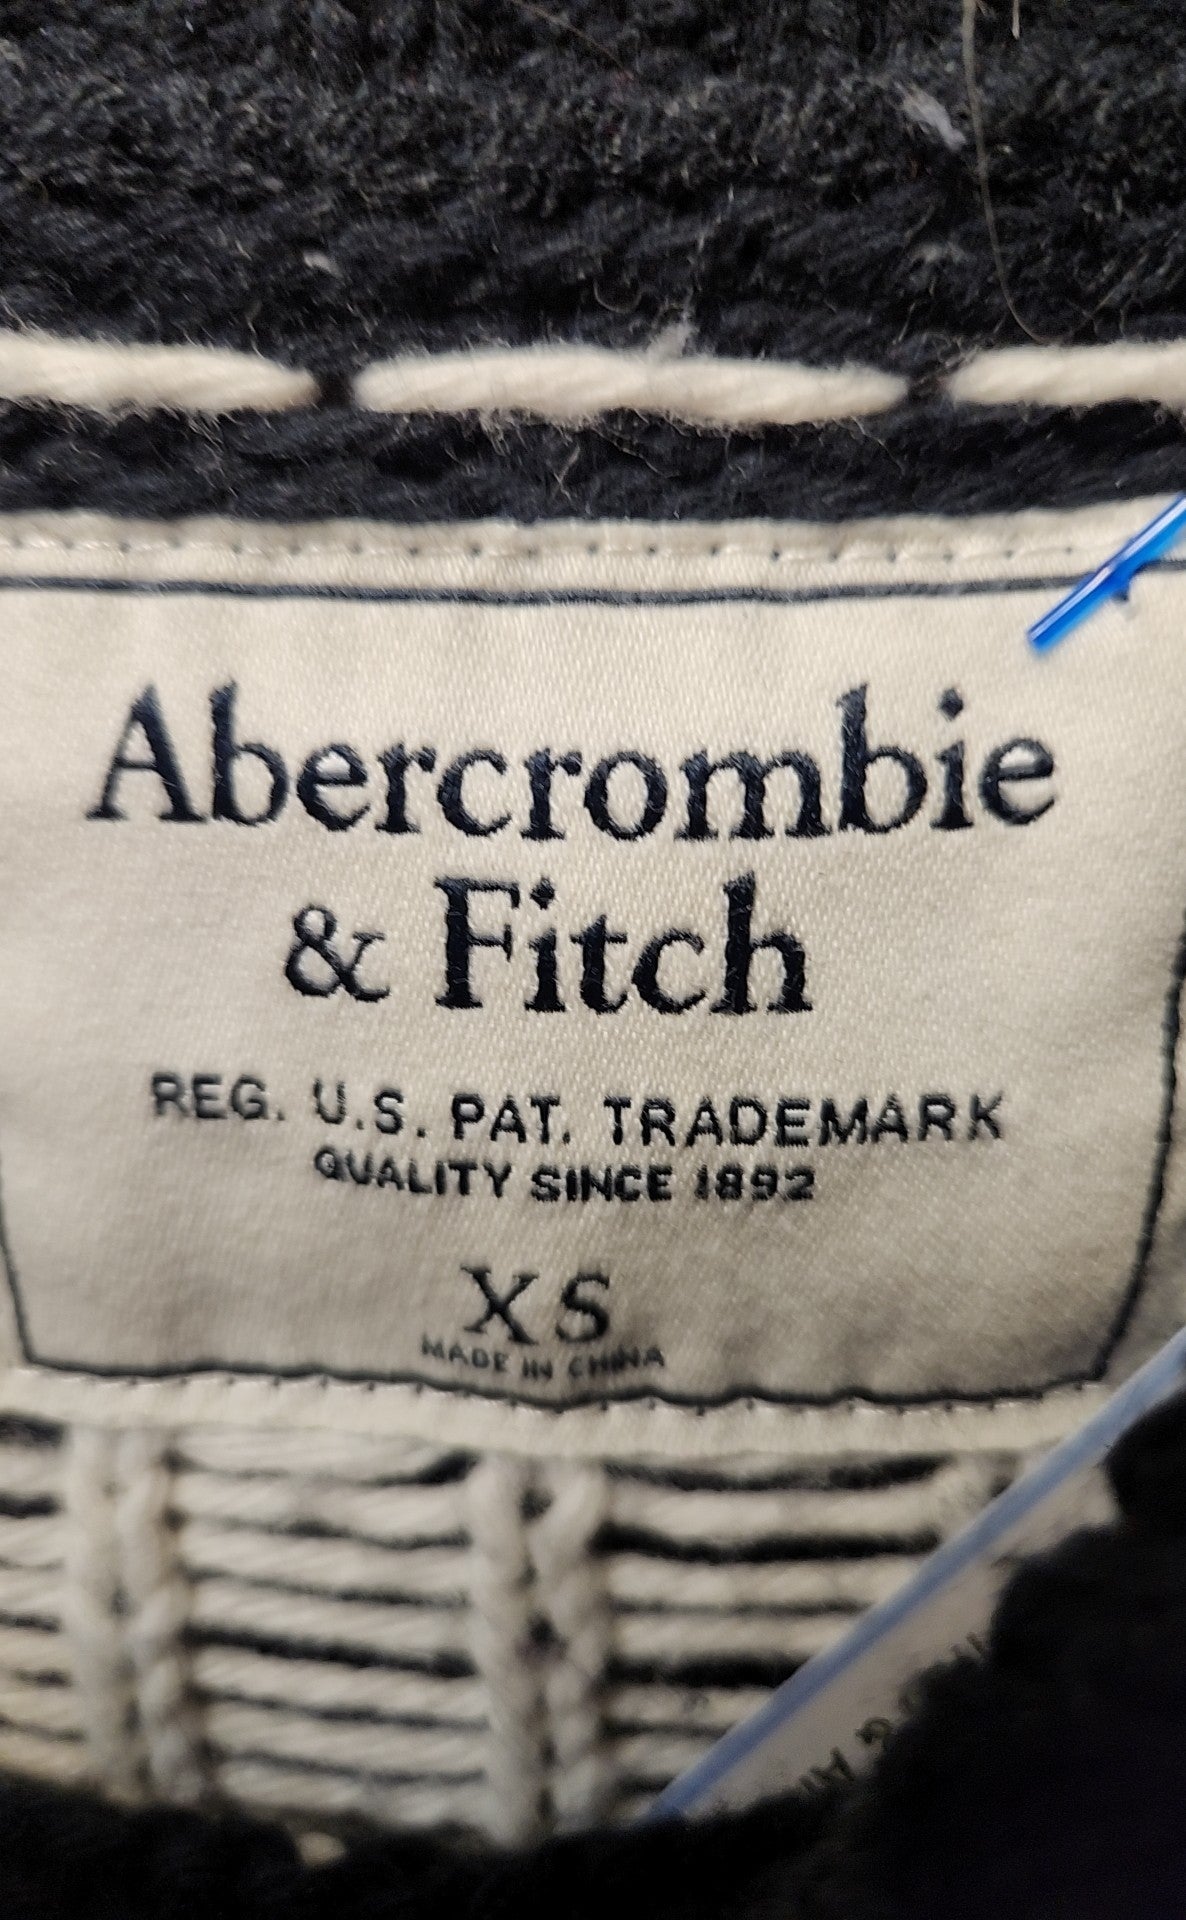 Abercrombie
& Fitch
REG. U.S. PAT. TRADEMARK
QUALITY SINCE 1892
XS
MADE IN CHINA